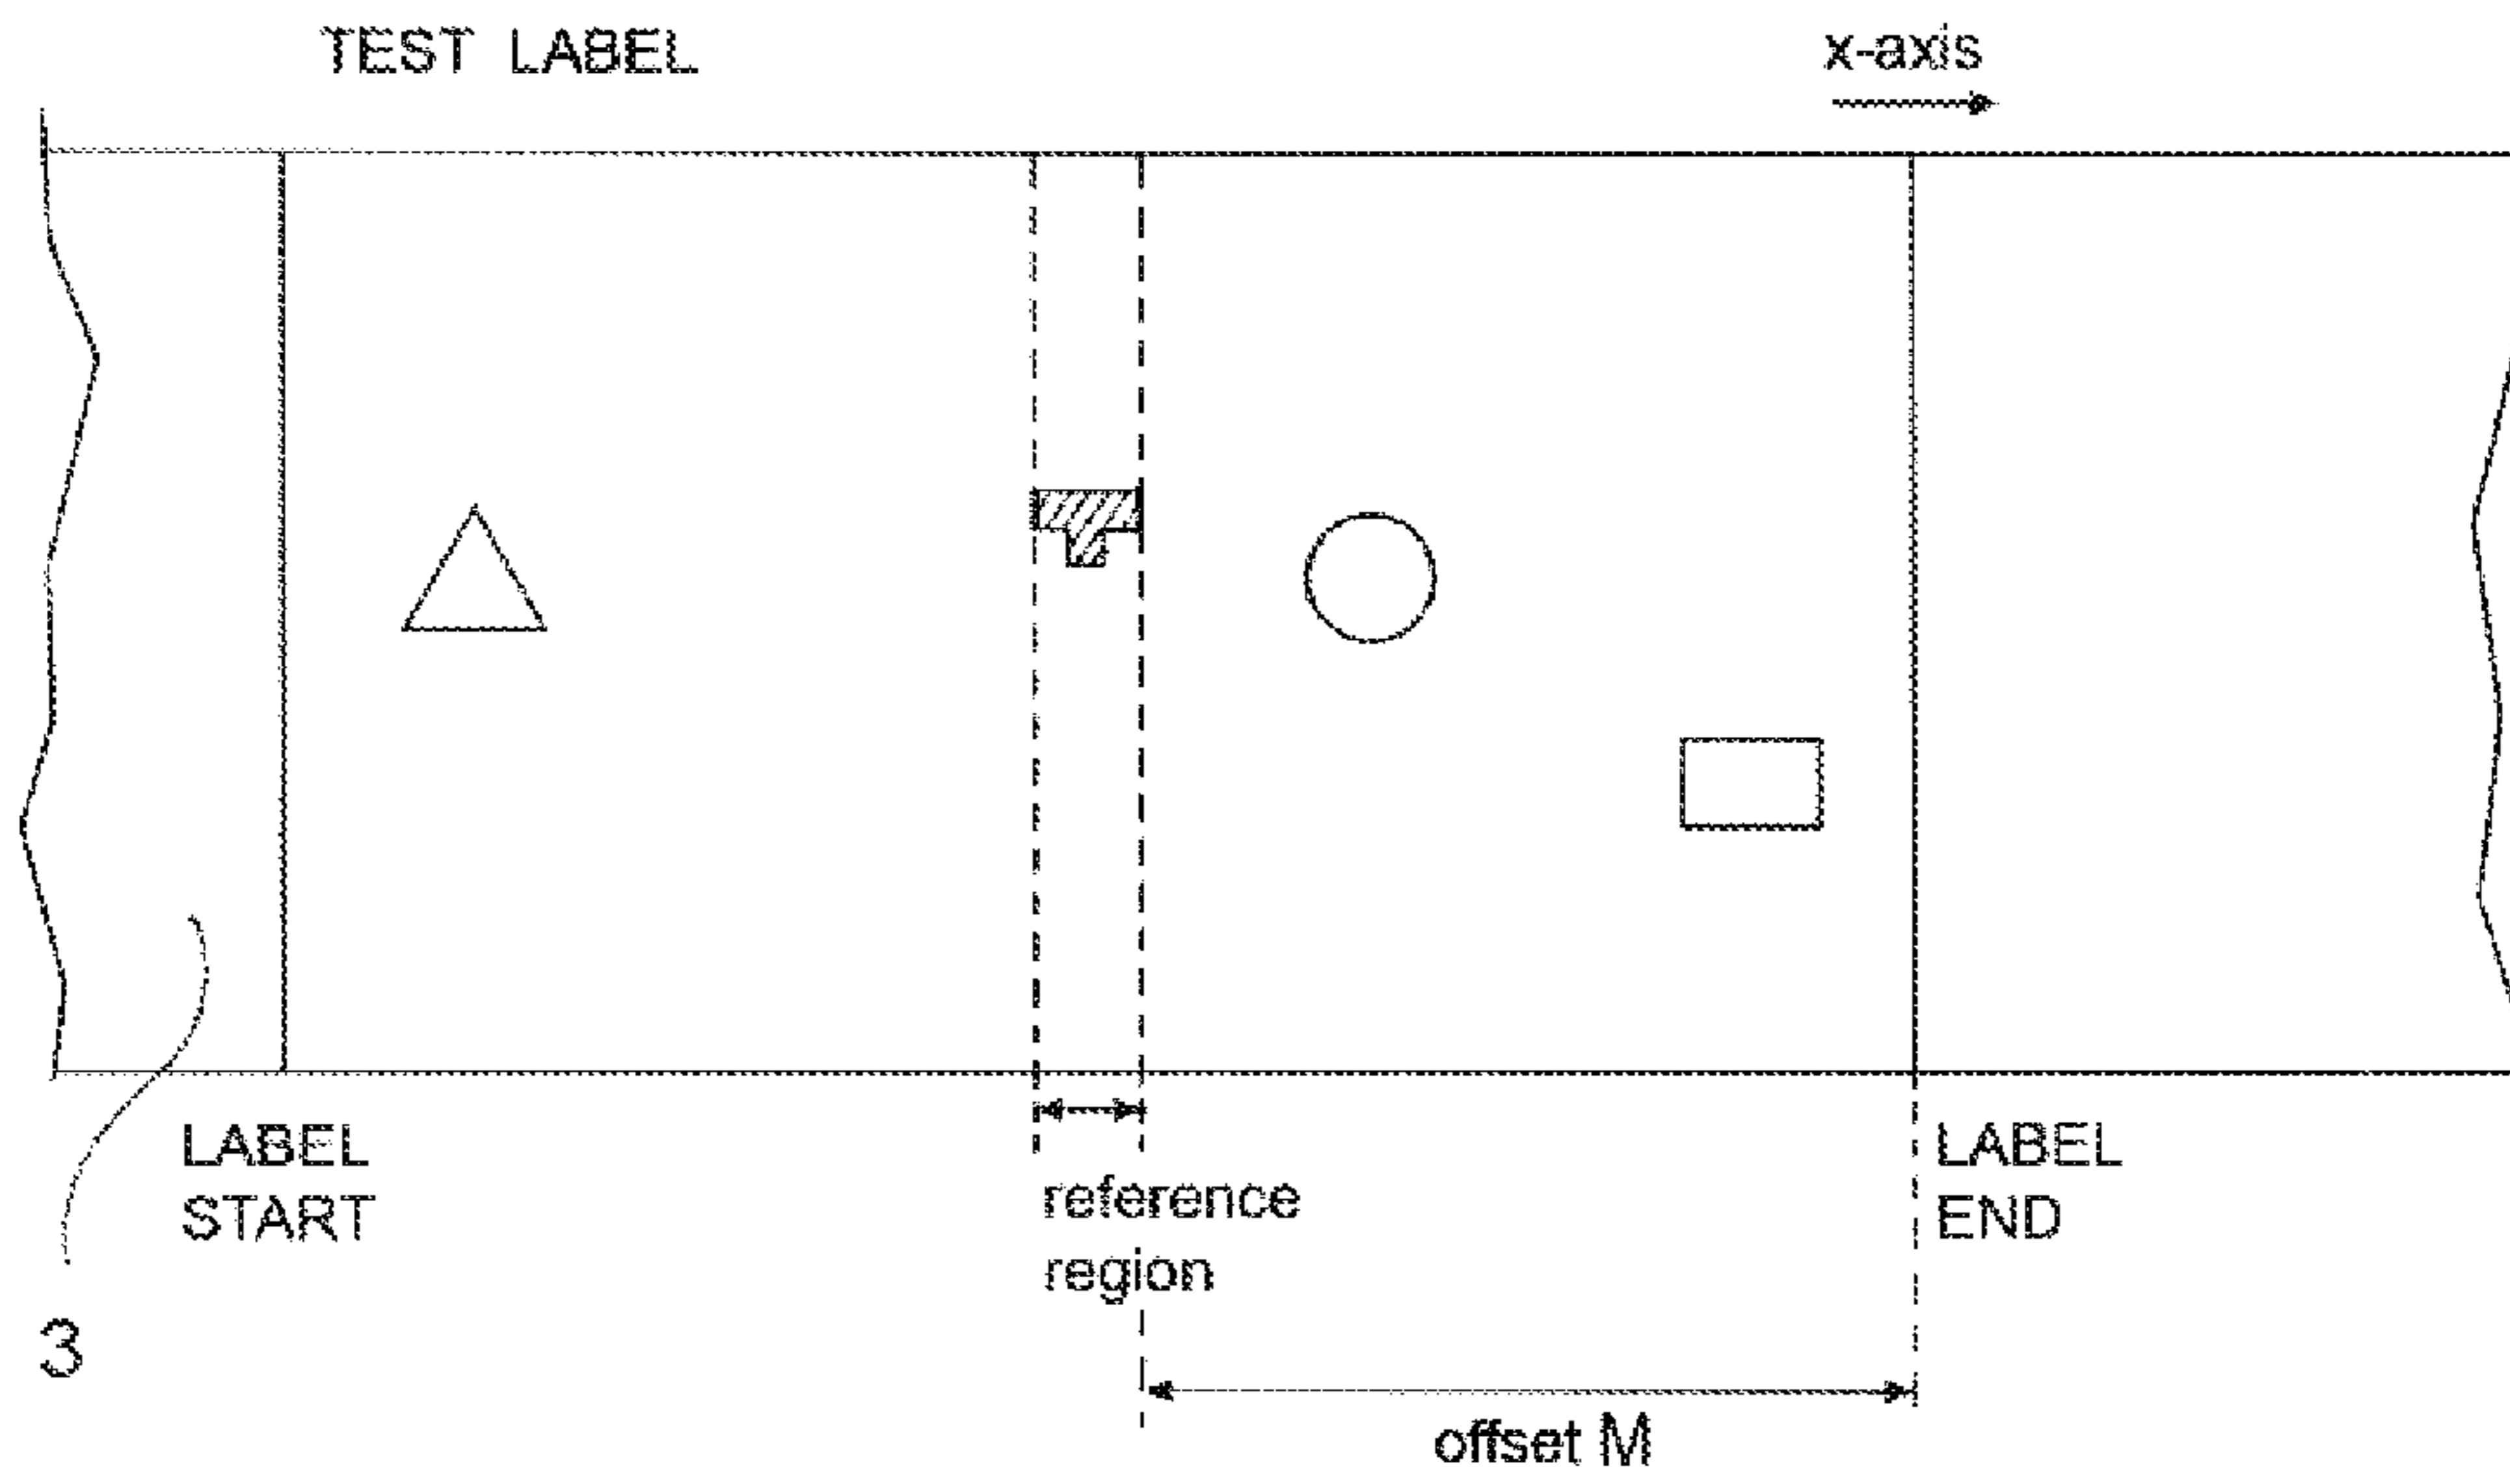 TEST LABEL
x-axis
LABEL
START
reference
region
LABEL
END
3
offset M